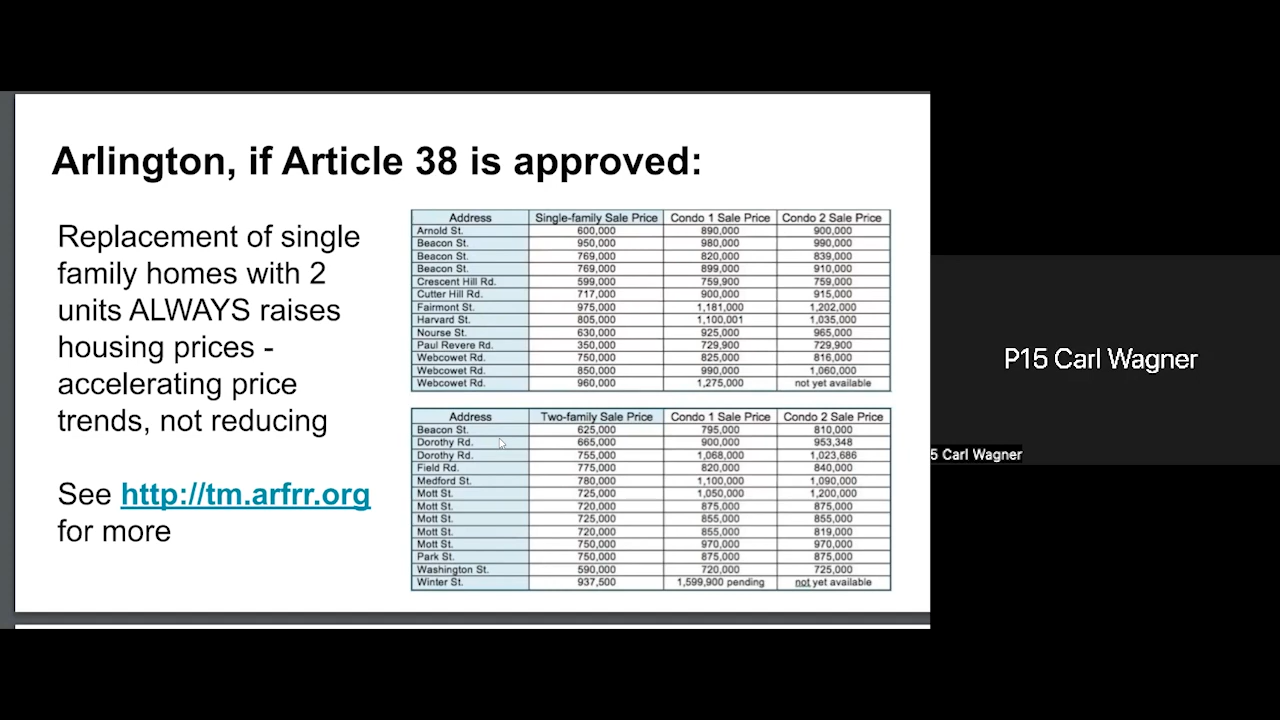 Arlington, if Article 38 is approved:
Replacement of single
family homes with 2
units ALWAYS raises
housing prices -
accelerating price
trends, not reducing
See http://tm.arfrr.org
for more
Address Single-family Sale Price Condo 1 Sale Price Condo 2 Sale Price
Arnold St. 600,000 890,000 900,000
Beacon St. 950,000 980,000 990,000
Beacon St. 769,000 820,000 839,000
Beacon St. 769,000 899,000 910,000
Crescent Hill Rd. 599,000 759,900 759,000
Cutter Hill Rd. 717,000 900,000 915,000
Fairmont St. 975,000 1,181,000 1,202,000
Harvard St. 805,000 1,100,001 1,035,000
Nourse St. 630,000 925,000 965,000
Paul Revere Rd. 350,000 729,900 729,900
Webcowet Rd. 750,000 825,000 816,000
Webcowet Rd. 850,000 990,000 1,060,000
Webcowet Rd. 960,000 1,275,000 not yet available
Address Two-family Sale Price Condo 1 Sale Price Condo 2 Sale Price
Beacon St. 625,000 795,000 810,000
Dorothy Rd. 665,000 900,000 953,348
Dorothy Rd. 755,000 1,068,000 1,023,686
Field Rd. 775,000 820,000 840,000
Medford St. 780,000 1,100,000 1,090,000
Mott St. 725,000 1,050,000 1,200,000
Mott St. 720,000 875,000 875,000
Mott St. 725,000 855,000 855,000
Mott St. 720,000 855,000 819,000
Mott St. 750,000 970,000 970,000
Park St. 750,000 875,000 875,000
Washington St. 590,000 720,000 725,000
Winter St. 937,500 1,599,900 pending not yet available
P15 Carl Wagner
5 Carl Wagner